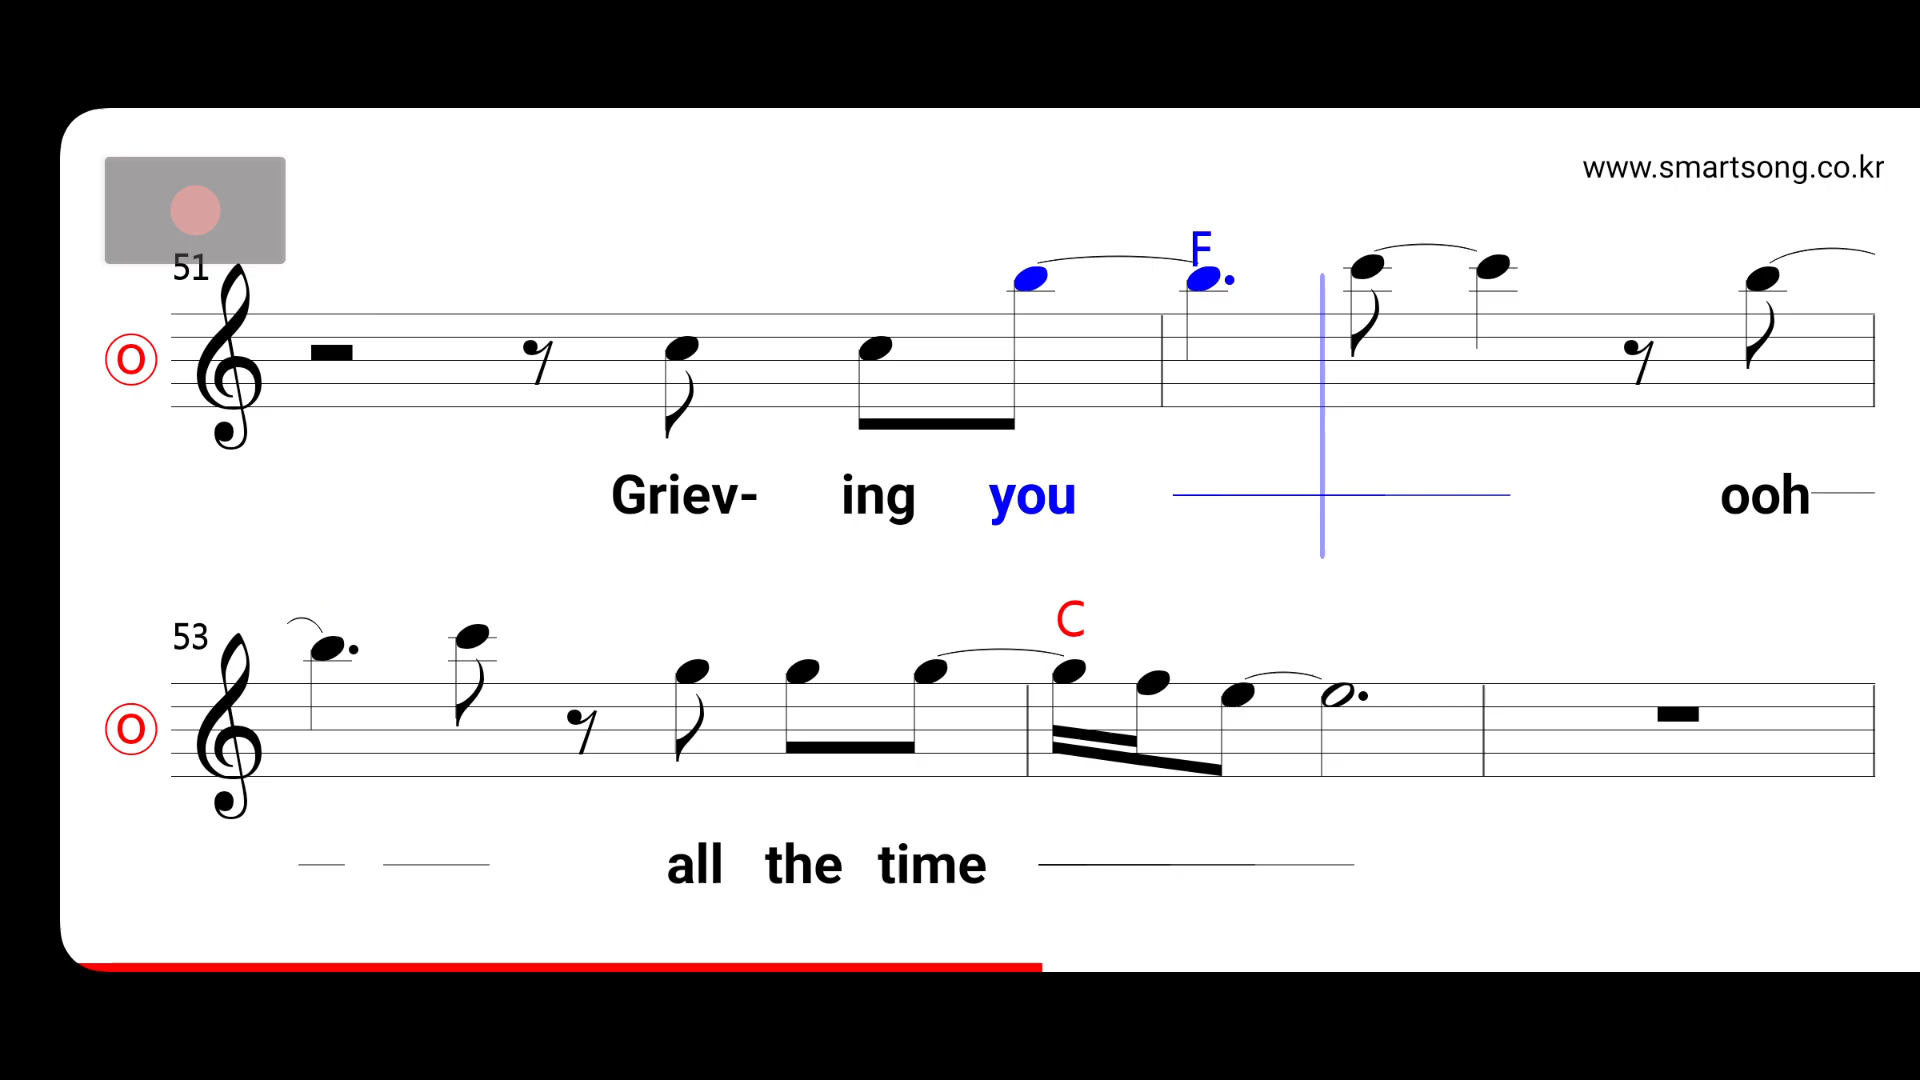 www.smartsong.co.kr
51
F
O
Griev- ing you ooh
53
C
O
all the time